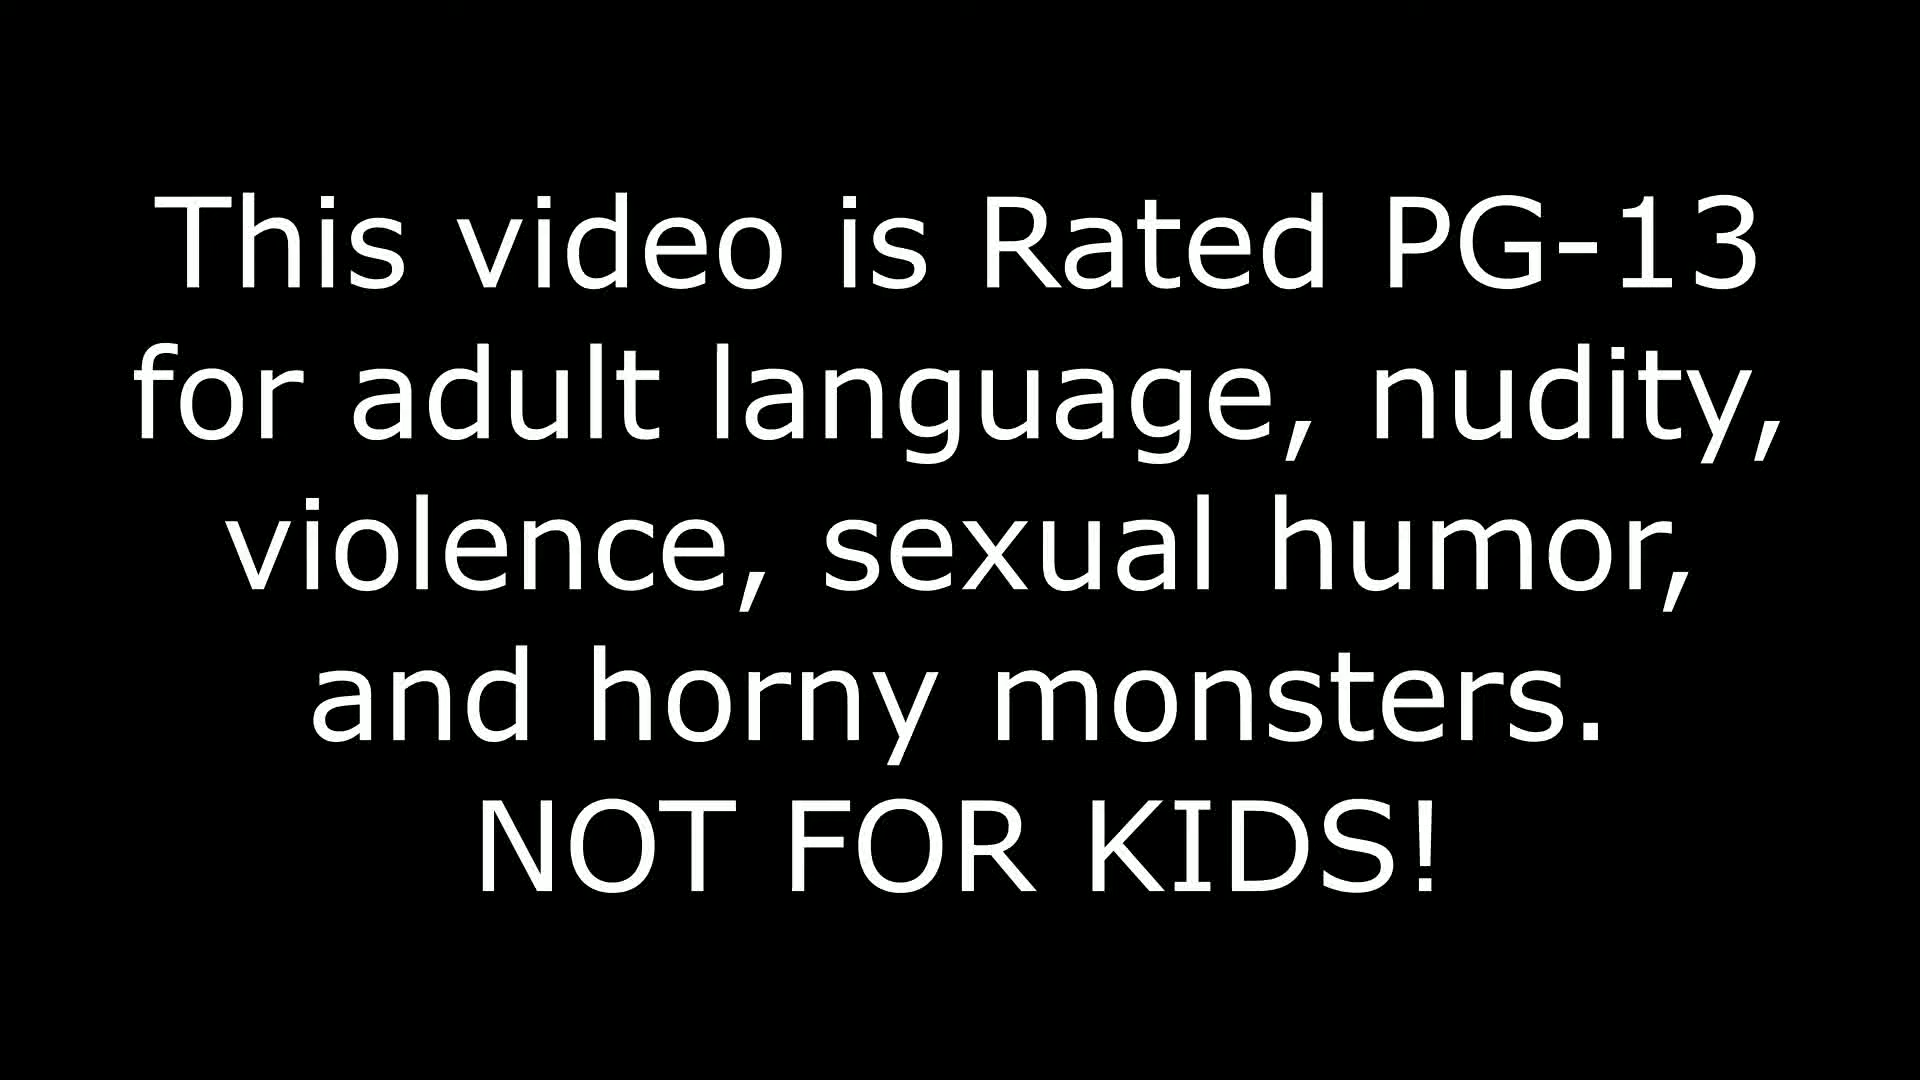 This video is Rated PG-13
for adult language, nudity,
violence, sexual humor,
and horny monsters.
NOT FOR KIDS!